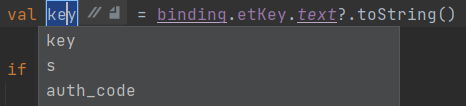 val key = binding.etKey.text?.toString()
key
if
s
auth_code